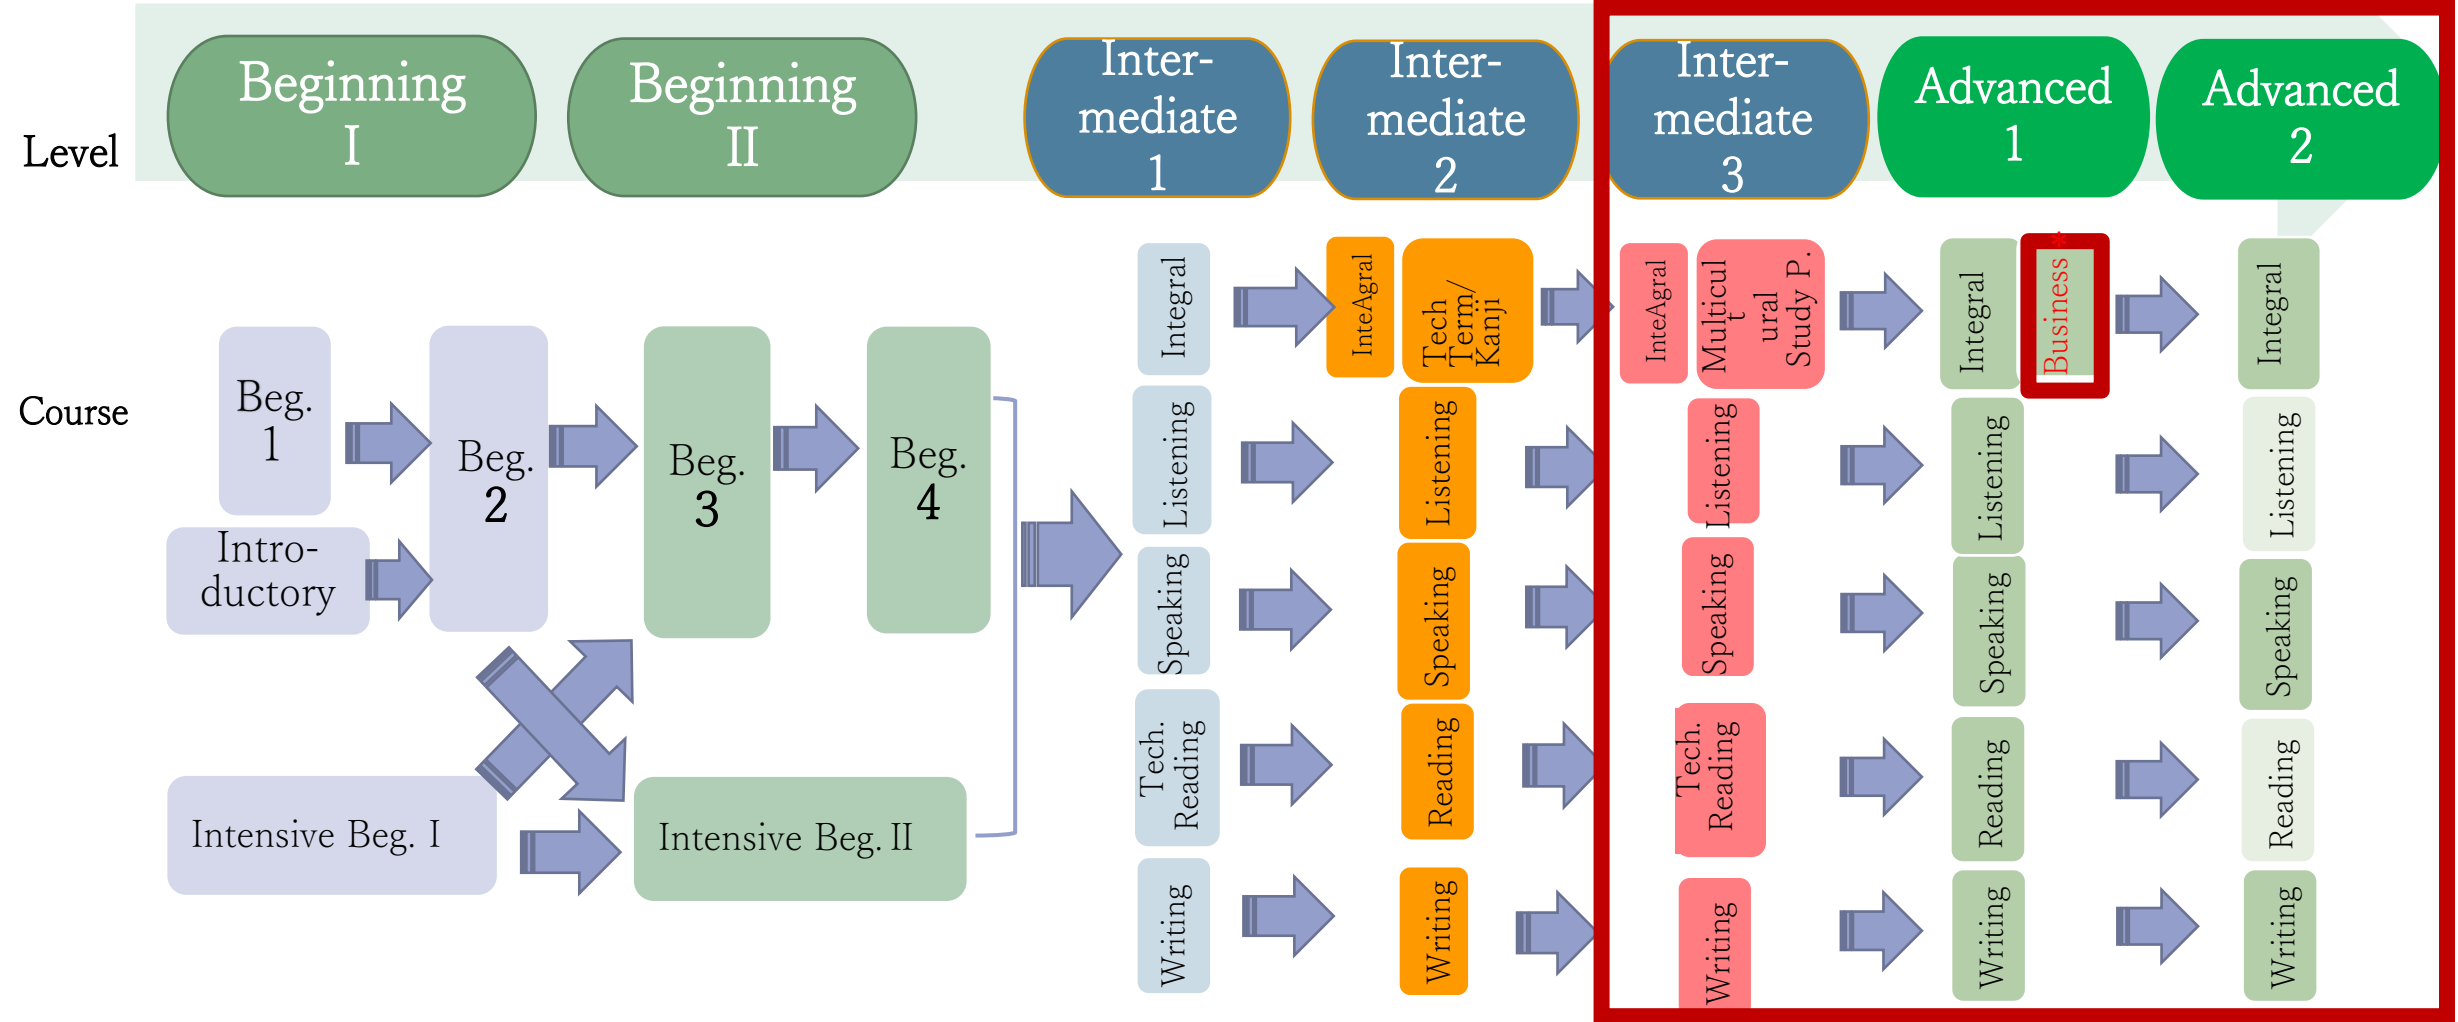 Level
Beginning
I
Beginning
II
Inter-
mediate
1
Inter-
mediate
2
Inter-
mediate
3
Advanced
1
Advanced
2
Course
Beg.
1
Intro-
ductory
Beg.
2
Beg.
3
Beg.
4
Intensive Beg. I
Intensive Beg. II
Integral
Listening
Speaking
Tech.
Reading
Writing
InteAgral
Tech
Term/
Kanji
Listening
Speaking
Reading
Writing
InteAgral
Multicul
t
ural
Study P.
Listening
Speaking
Tech.
Reading
Writing
Integral
Business*
Listening
Speaking
Reading
Writing
Integral
Listening
Speaking
Reading
Writing